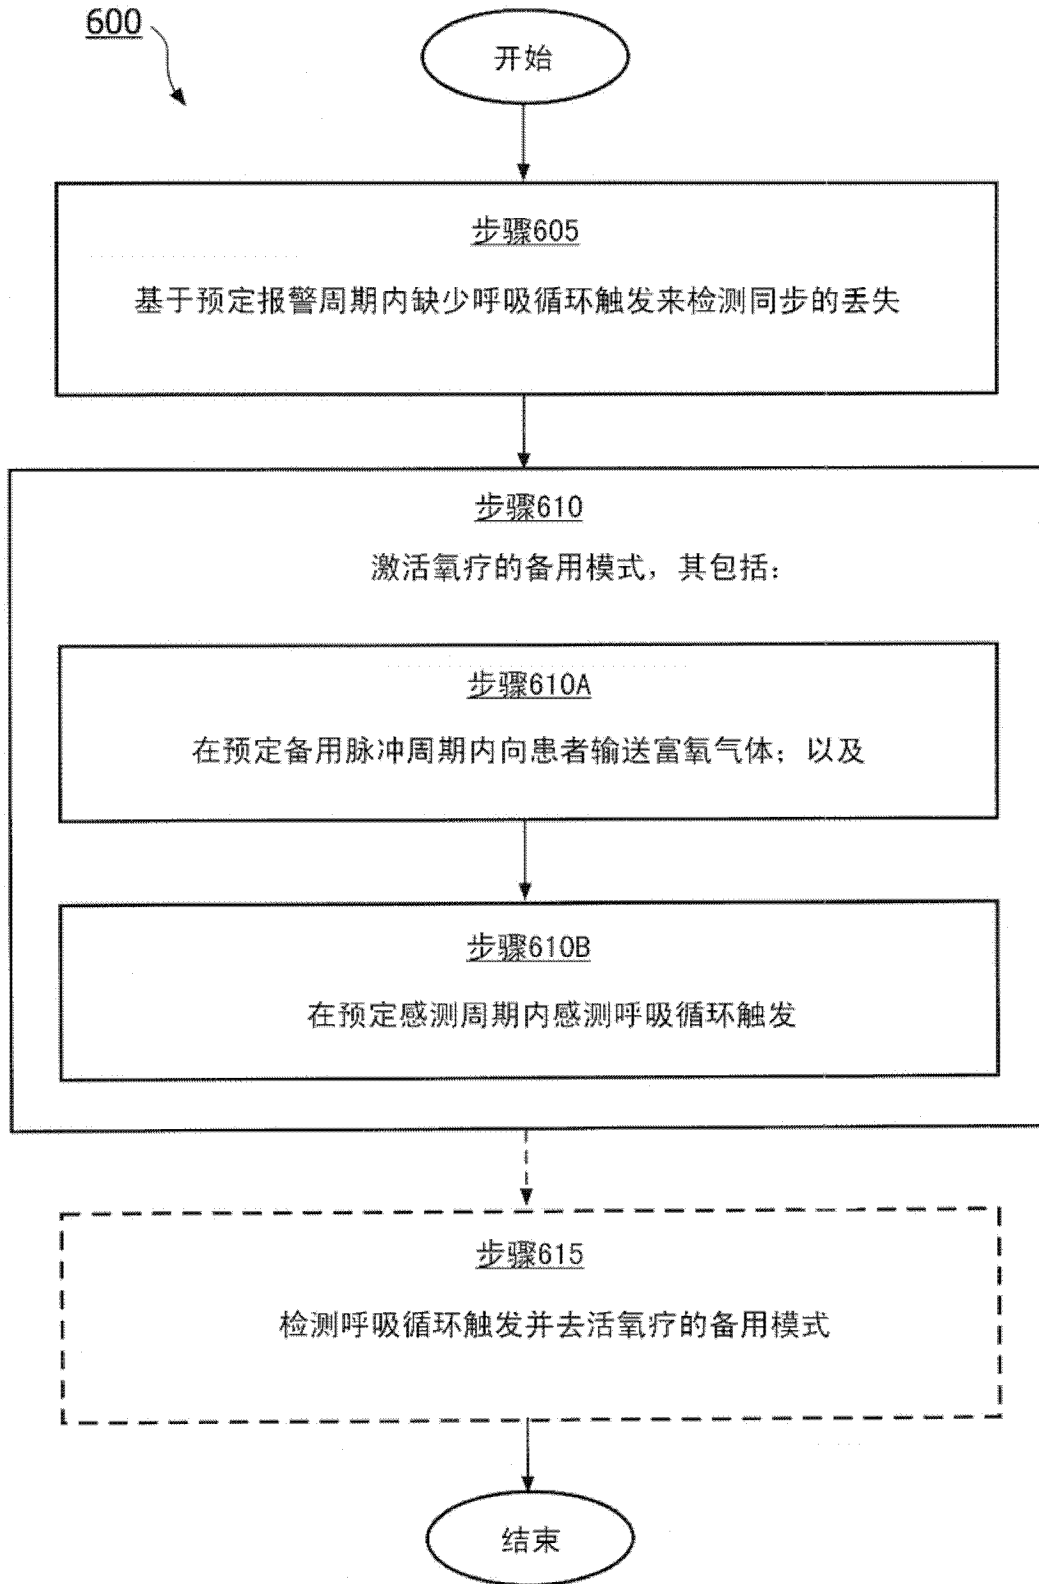 600
开始
步骤605
基于预定报警周期内缺少呼吸循环触发来检测同步的丢失
步骤610
激活氧疗的备用模式，其包括：
步骤610A
在预定备用脉冲周期内向患者输送富氧气体；以及
步骤610B
在预定感测周期内感测呼吸循环触发
步骤615
检测呼吸循环触发并去活氧疗的备用模式
结束